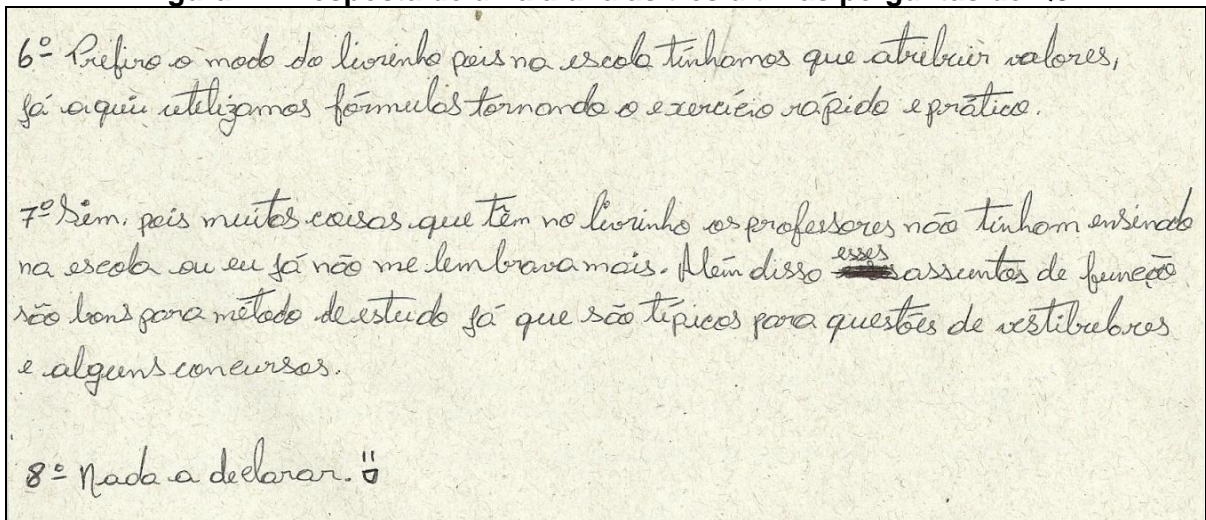 6º Prefiro o modo do livrinho pois na escola tínhamos que atribuir valores,
já aqui utilizamos fórmulas tornando o exercício rápido e prático.
7º Sim. pois muitos coisas que têm no livrinho os professores não tinham ensinado
na escola ou eu já não me lembrava mais. Além disso esses assuntos de função
são bons para método de estudo já que são típicos para questões de vestibulares
e alguns concursos.
8º Nada a declarar.